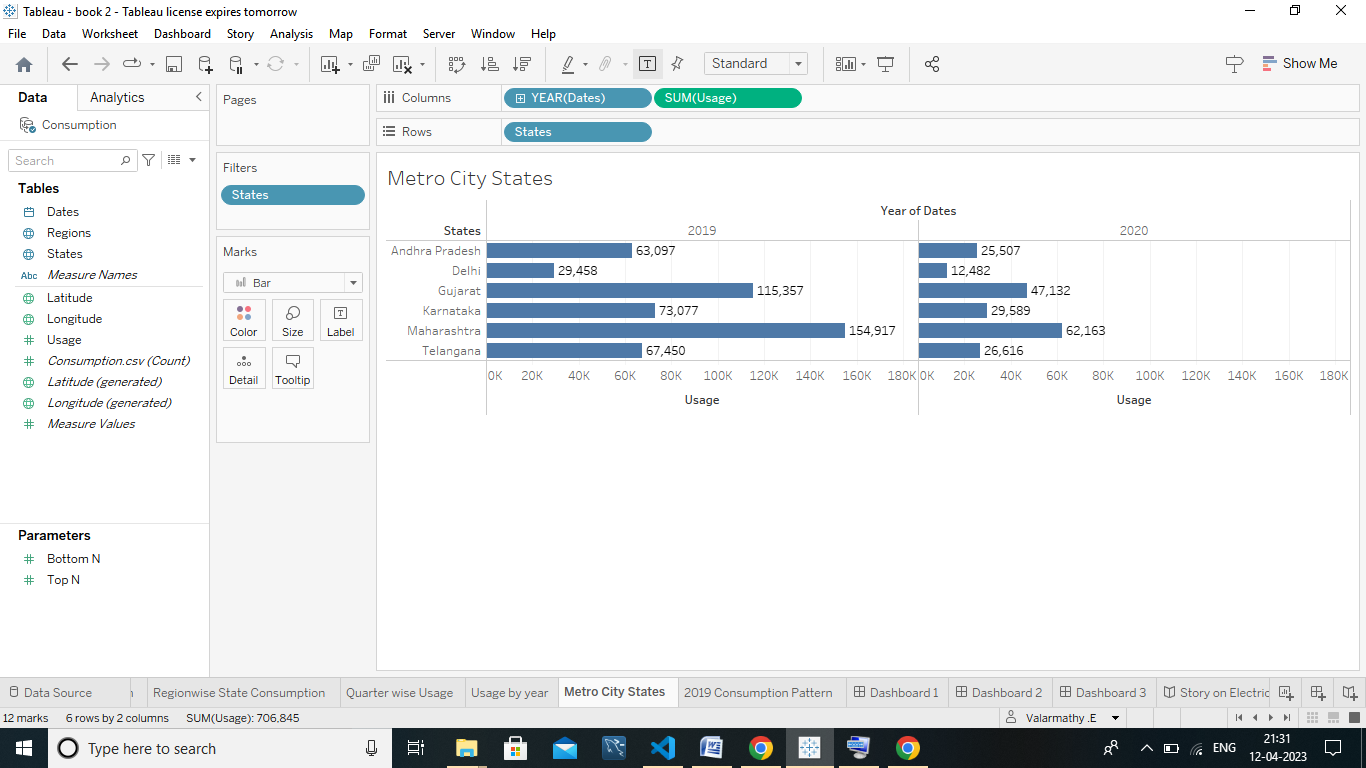 Tableau - book 2 - Tableau license expires tomorrow
File Data Worksheet Dashboard Story Analysis Map Format Server Window Help
Standard
Show Me
Data Analytics
Consumption
Search
Tables
Dates
Regions
States
Abc Measure Names
Latitude
Longitude
Usage
Consumption.csv (Count)
Latitude (generated)
Longitude (generated)
Measure Values
Parameters
Bottom N
Top N
Pages
Filters
States
Marks
Bar
Color Size Label
Detail Tooltip
Columns YEAR(Dates) SUM(Usage)
Rows States
Metro City States
Year of Dates
States 2019 2020
Andhra Pradesh 63,097 25,507
Delhi 29,458 12,482
Gujarat 115,357 47,132
Karnataka 73,077 29,589
Maharashtra 154,917 62,163
Telangana 67,450 26,616
0K 20K 40K 60K 80K 100K 120K 140K 160K 180K 0K 20K 40K 60K 80K 100K 120K 140K 160K 180K
Usage Usage
Data Source Regionwise State Consumption Quarter wise Usage Usage by year Metro City States 2019 Consumption Pattern Dashboard 1 Dashboard 2 Dashboard 3 Story on Electric
12 marks 6 rows by 2 columns SUM(Usage): 706,845 Valarmathy .E
Type here to search ENG 21:31
12-04-2023